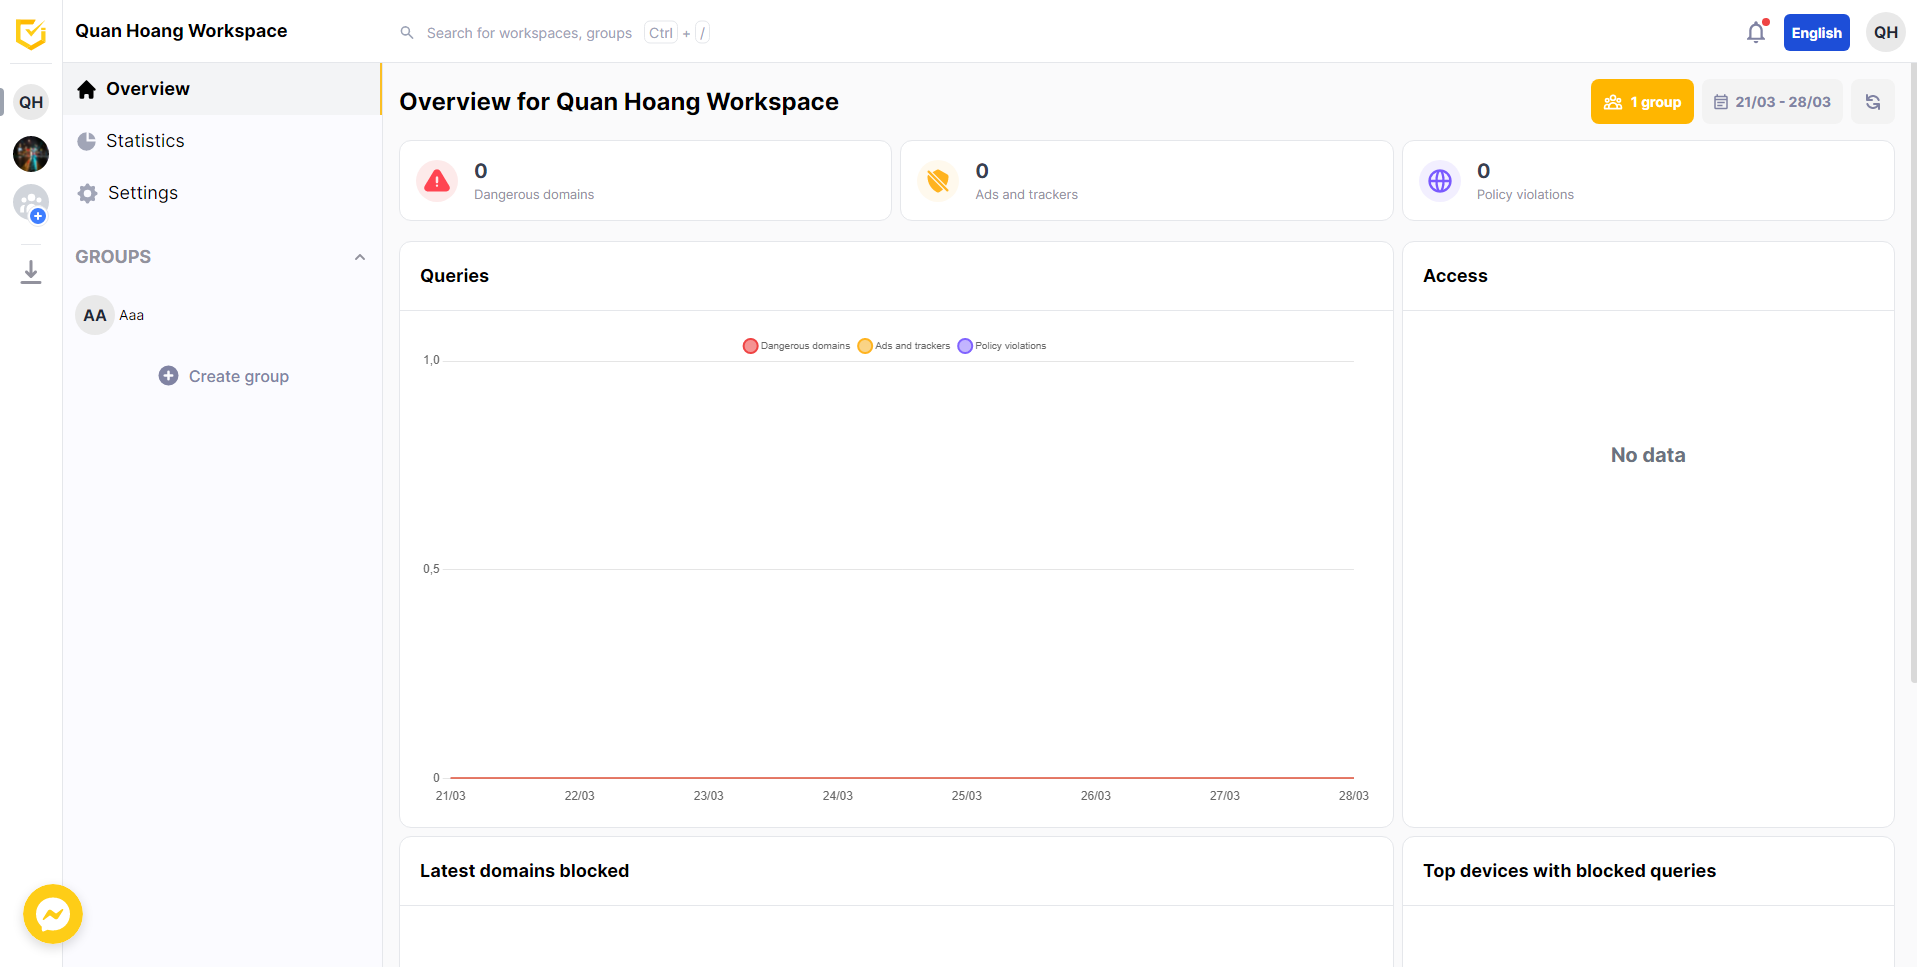 Quan Hoang Workspace
Search for workspaces, groups Ctrl + /
English
QH
QH
Overview
Statistics
Settings
GROUPS
AA Aaa
Create group
Overview for Quan Hoang Workspace
1 group
21/03 - 28/03
0
Dangerous domains
0
Ads and trackers
0
Policy violations
Queries
Dangerous domains Ads and trackers Policy violations
1,0
0,5
0
21/03 22/03 23/03 24/03 25/03 26/03 27/03 28/03
Access
No data
Latest domains blocked
Top devices with blocked queries